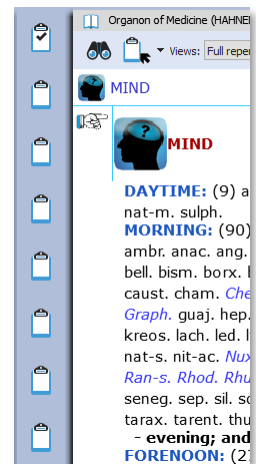 Organon of Medicine (HAHNE
Views: Full reper
MIND
MIND
DAYTIME: (9) a
nat-m. sulph.
MORNING: (90)
ambr. anac. ang.
bell. bism. borx.
caust. cham. Che
Graph. guaj. hep.
kreos. lach. led.
nat-s. nit-ac. Nux
Ran-s. Rhod. Rhu
seneg. sep. sil. sc
tarax. tarent. thu
- evening; and
FORENOON: (2